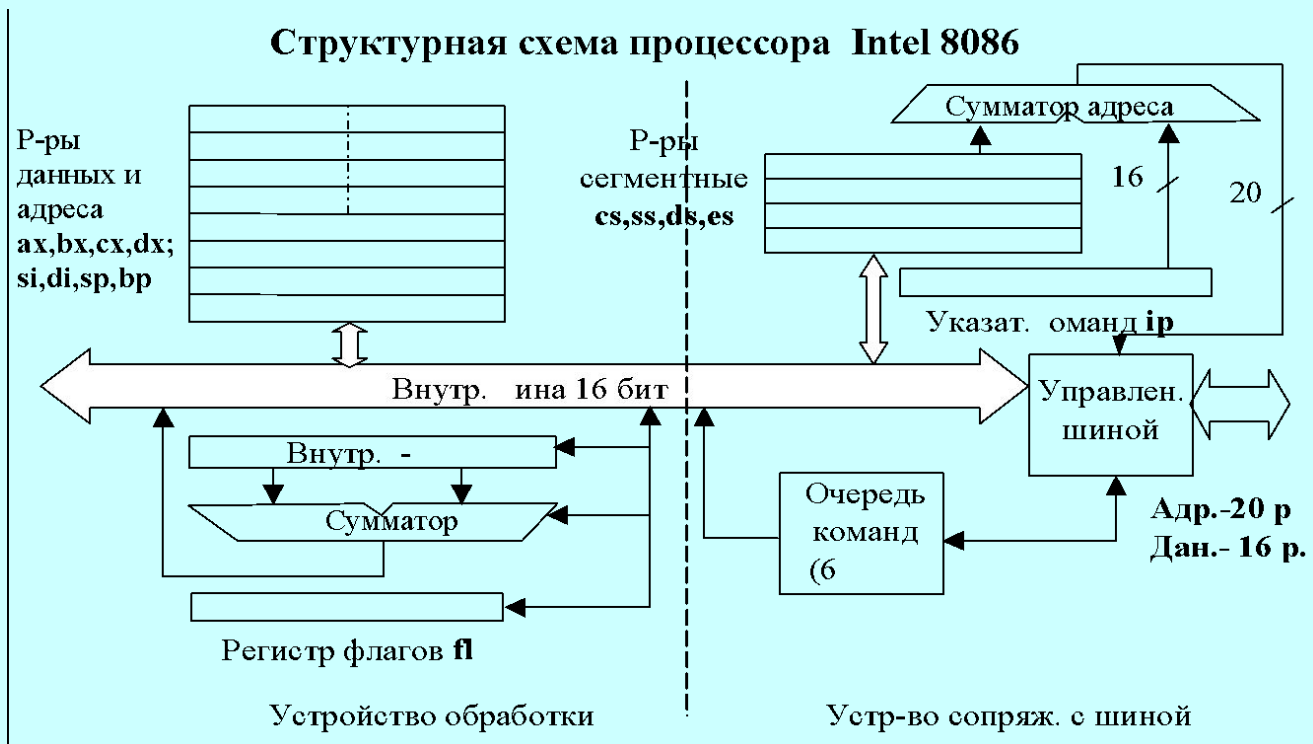 Структурная схема процессора Intel 8086
Р-ры
данных и
адреса
ax,bx,cx,dx;
si,di,sp,bp
Р-ры
сегментные
cs,ss,ds,es
Сумматор адреса
16
20
Указат. оманд ip
Внутр. ина 16 бит
Управлен.
шиной
Внутр. -
Сумматор
Очередь
команд
(6
Адр.-20 р
Дан.- 16 р.
Регистр флагов fl
Устройство обработки
Устр-во сопряж. с шиной